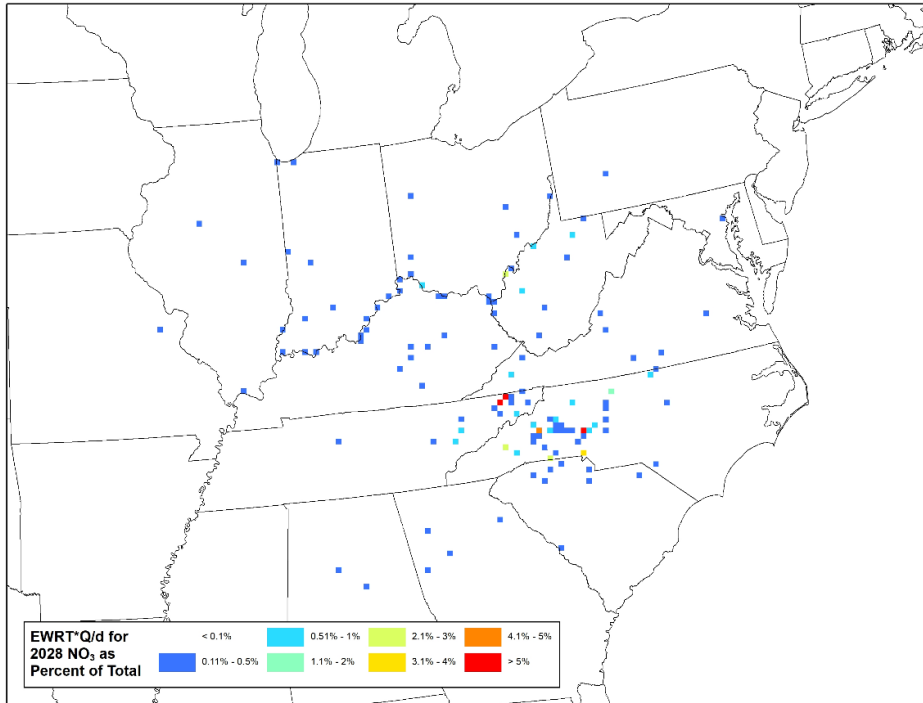 EWRT*Q/d for
2028 NO₃ as
Percent of Total
< 0.1%
0.51% - 1%
2.1% - 3%
4.1% - 5%
0.11% - 0.5%
1.1% - 2%
3.1% - 4%
> 5%